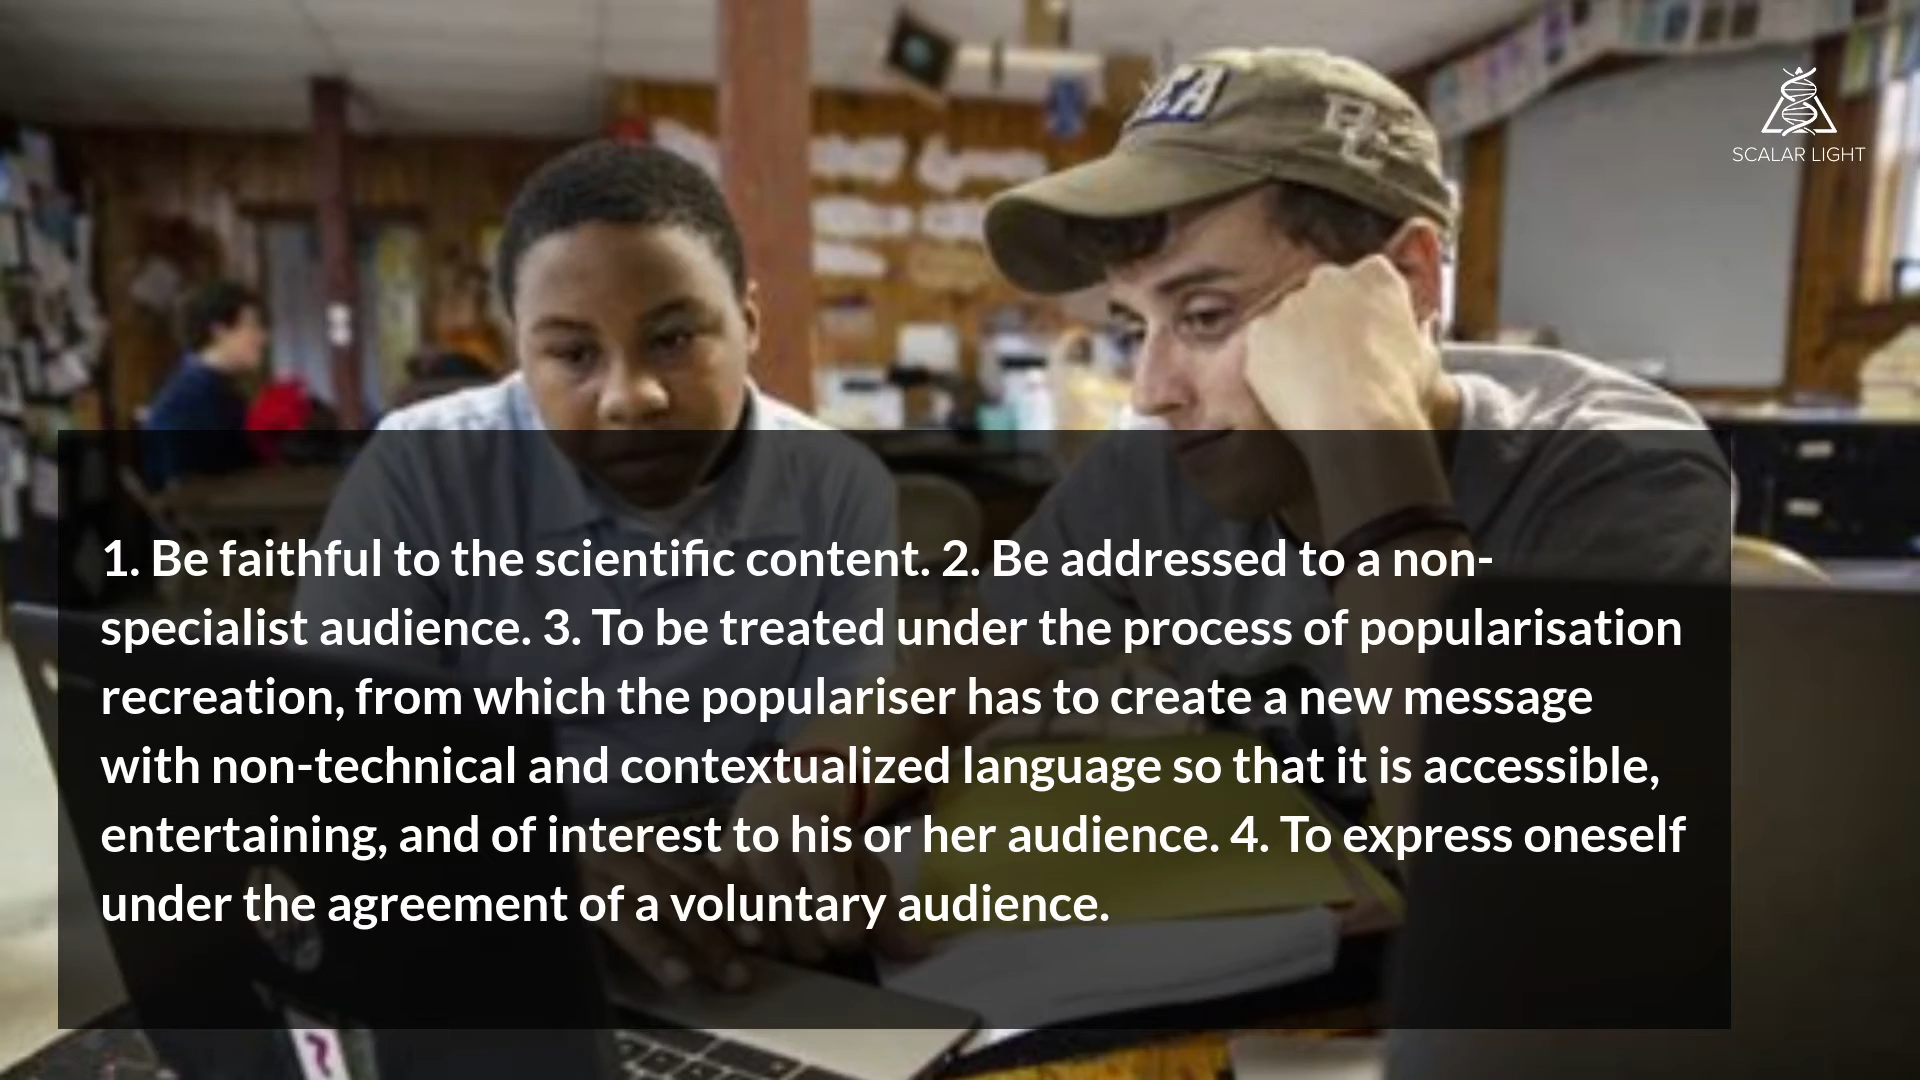 SCALAR LIGHT
1. Be faithful to the scientific content. 2. Be addressed to a non-
specialist audience. 3. To be treated under the process of popularisation
recreation, from which the populariser has to create a new message
with non-technical and contextualized language so that it is accessible,
entertaining, and of interest to his or her audience. 4. To express oneself
under the agreement of a voluntary audience.